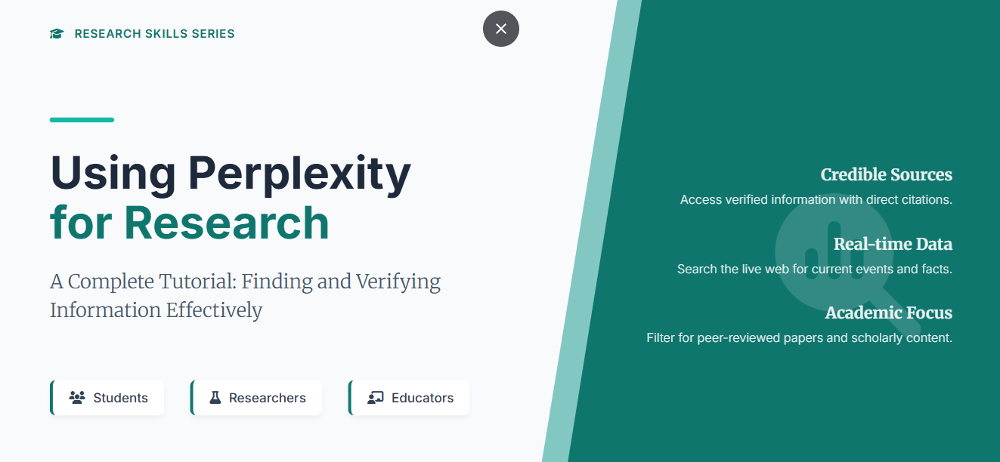 RESEARCH SKILLS SERIES
Using Perplexity
for Research
A Complete Tutorial: Finding and Verifying
Information Effectively
Students
Researchers
Educators
Credible Sources
Access verified information with direct citations.
Real-time Data
Search the live web for current events and facts.
Academic Focus
Filter for peer-reviewed papers and scholarly content.